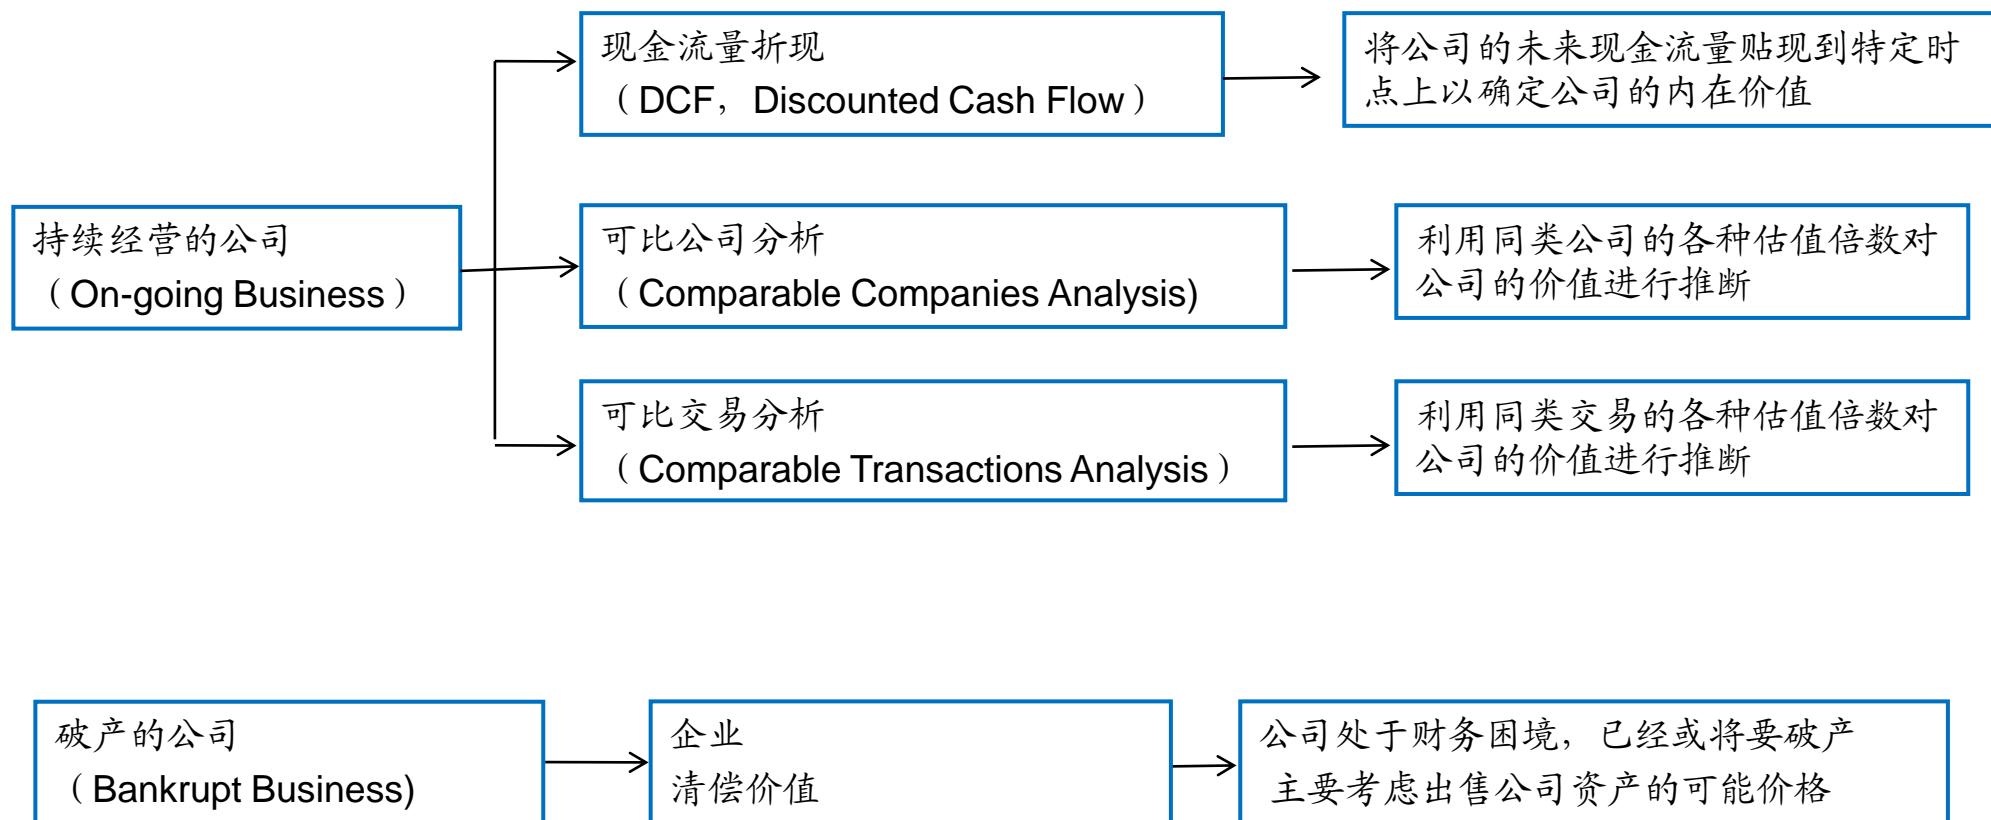 现金流量折现
（DCF，Discounted Cash Flow）
将公司的未来现金流量贴现到特定时
点上以确定公司的内在价值
持续经营的公司
（On-going Business）
可比公司分析
（Comparable Companies Analysis)
利用同类公司的各种估值倍数对
公司的价值进行推断
可比交易分析
（Comparable Transactions Analysis）
利用同类交易的各种估值倍数对
公司的价值进行推断
破产的公司
（Bankrupt Business)
企业
清偿价值
公司处于财务困境，已经或将要破产
主要考虑出售公司资产的可能价格